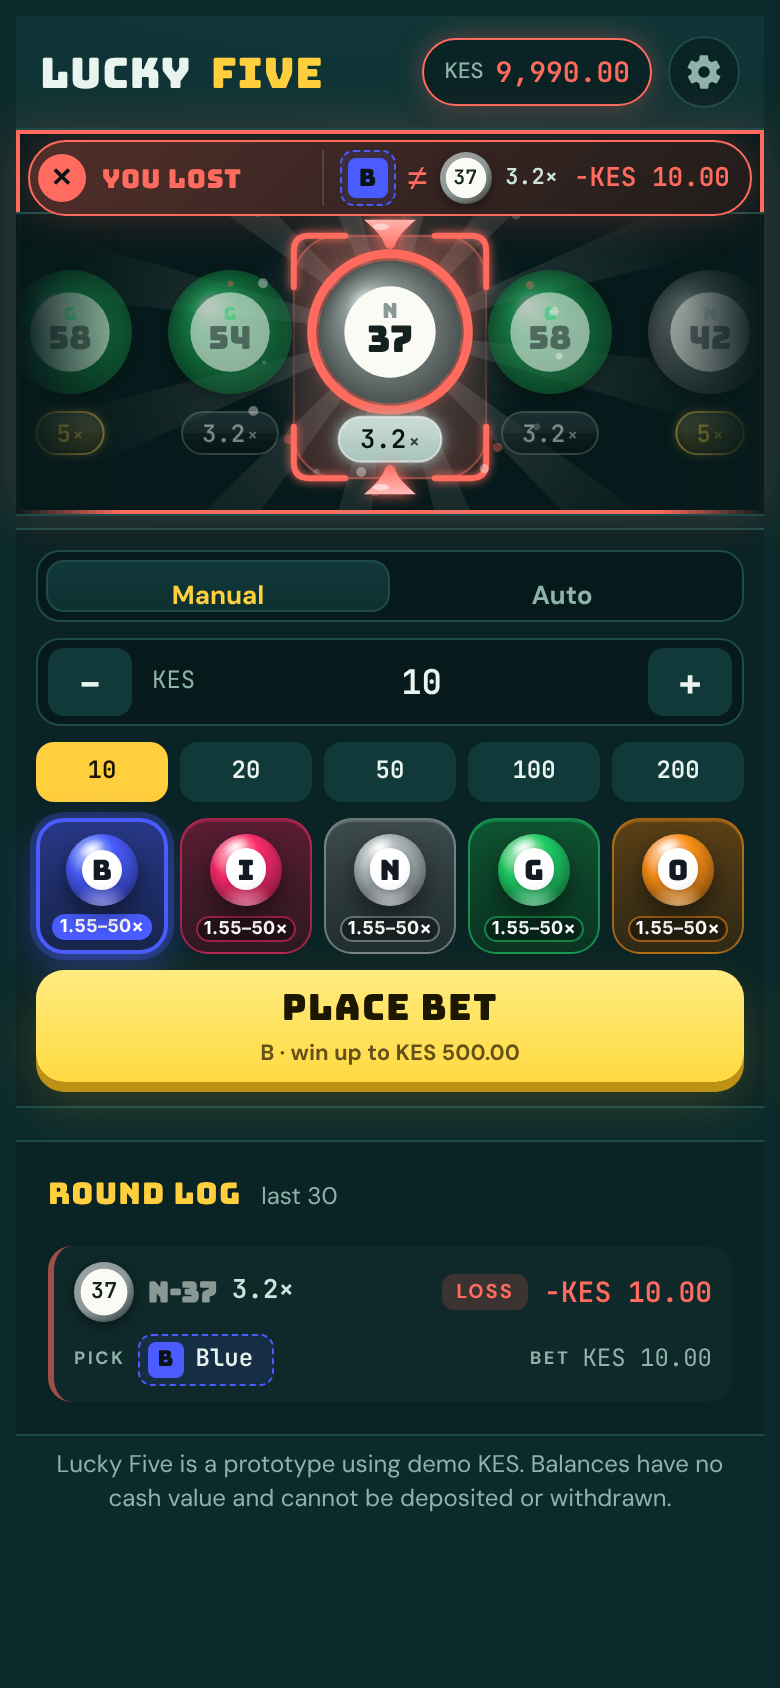 LUCKY FIVE
KES 9,990.00
✕ YOU LOST B ≠ 37 3.2× -KES 10.00
G 58 G 54 N 37 G 58 N 42
5× 3.2× 3.2× 3.2× 5×
Manual Auto
− KES 10 +
10 20 50 100 200
B I N G O
1.55–50× 1.55–50× 1.55–50× 1.55–50× 1.55–50×
PLACE BET
B · win up to KES 500.00
ROUND LOG last 30
37 N-37 3.2× LOSS -KES 10.00
PICK B Blue BET KES 10.00
Lucky Five is a prototype using demo KES. Balances have no
cash value and cannot be deposited or withdrawn.